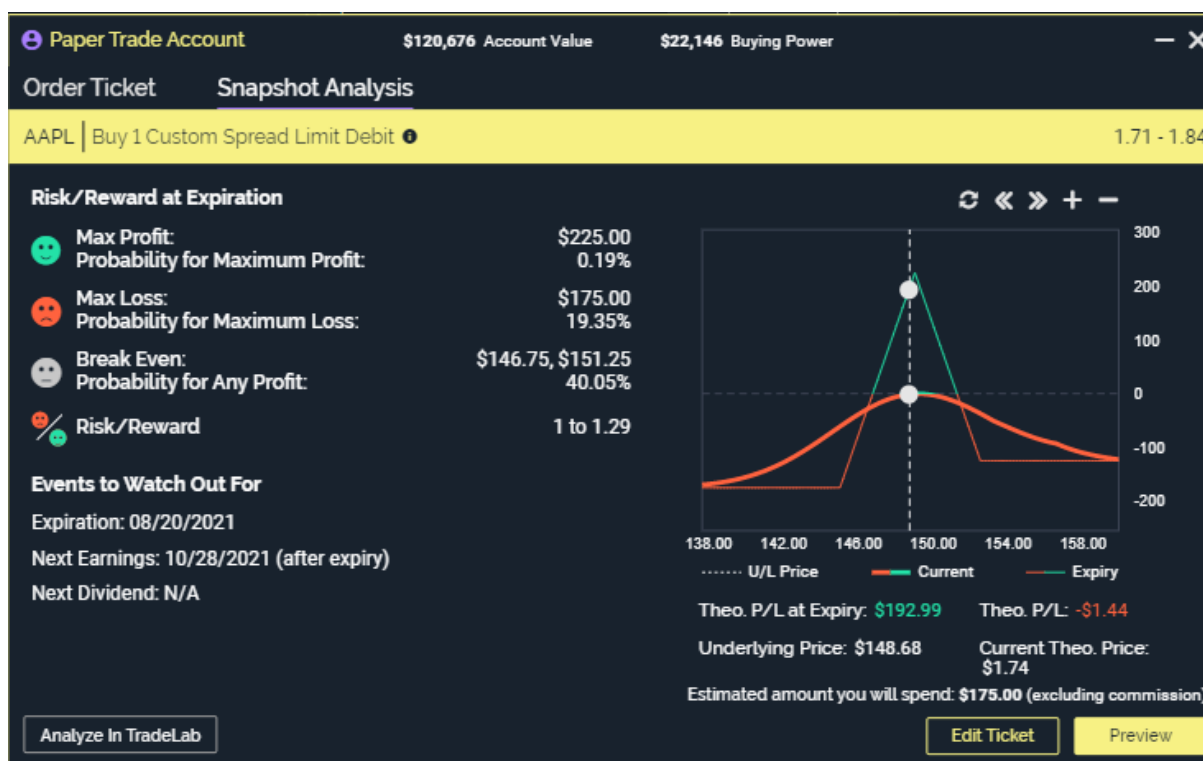 Paper Trade Account $120,676 Account Value $22,146 Buying Power
Order Ticket Snapshot Analysis
AAPL | Buy 1 Custom Spread Limit Debit 1.71 - 1.84
Risk/Reward at Expiration
Max Profit: $225.00
Probability for Maximum Profit: 0.19%
Max Loss: $175.00
Probability for Maximum Loss: 19.35%
Break Even: $146.75, $151.25
Probability for Any Profit: 40.05%
Risk/Reward 1 to 1.29
Events to Watch Out For
Expiration: 08/20/2021
Next Earnings: 10/28/2021 (after expiry)
Next Dividend: N/A
300
200
100
0
-100
-200
138.00 142.00 146.00 150.00 154.00 158.00
U/L Price Current Expiry
Theo. P/L at Expiry: $192.99 Theo. P/L: -$1.44
Underlying Price: $148.68 Current Theo. Price:
$1.74
Estimated amount you will spend: $175.00 (excluding commission)
Analyze In TradeLab Edit Ticket Preview